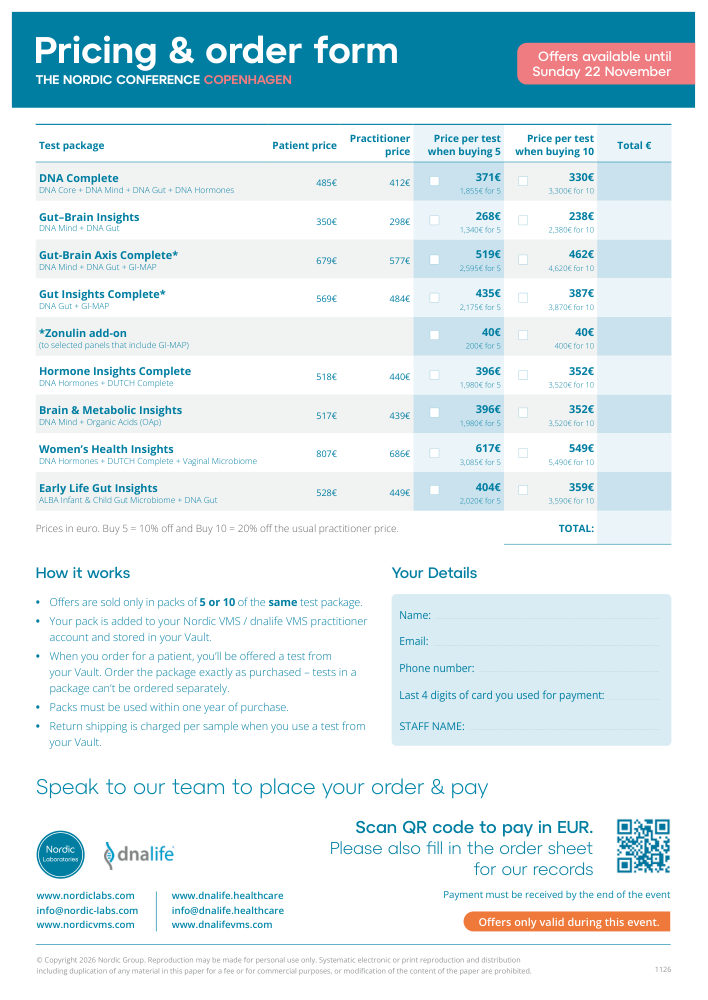 Pricing & order form
THE NORDIC CONFERENCE COPENHAGEN
Offers available until
Sunday 22 November
Test package Patient price Practitioner price Price per test when buying 5 Price per test when buying 10 Total €
DNA Complete 485€ 412€ 371€ 330€
DNA Core + DNA Mind + DNA Gut + DNA Hormones 1,855€ for 5 3,300€ for 10
Gut–Brain Insights 350€ 298€ 268€ 238€
DNA Mind + DNA Gut 1,340€ for 5 2,380€ for 10
Gut-Brain Axis Complete* 679€ 577€ 519€ 462€
DNA Mind + DNA Gut + GI-MAP 2,595€ for 5 4,620€ for 10
Gut Insights Complete* 569€ 484€ 435€ 387€
DNA Gut + GI-MAP 2,175€ for 5 3,870€ for 10
*Zonulin add-on 40€ 40€
(to selected panels that include GI-MAP) 200€ for 5 400€ for 10
Hormone Insights Complete 518€ 440€ 396€ 352€
DNA Hormones + DUTCH Complete 1,980€ for 5 3,520€ for 10
Brain & Metabolic Insights 517€ 439€ 396€ 352€
DNA Mind + Organic Acids (OAp) 1,980€ for 5 3,520€ for 10
Women's Health Insights 807€ 686€ 617€ 549€
DNA Hormones + DUTCH Complete + Vaginal Microbiome 3,085€ for 5 5,490€ for 10
Early Life Gut Insights 528€ 449€ 404€ 359€
ALBA Infant & Child Gut Microbiome + DNA Gut 2,020€ for 5 3,590€ for 10
Prices in euro. Buy 5 = 10% off and Buy 10 = 20% off the usual practitioner price. TOTAL:
How it works
• Offers are sold only in packs of 5 or 10 of the same test package.
• Your pack is added to your Nordic VMS / dnalife VMS practitioner
account and stored in your Vault.
• When you order for a patient, you'll be offered a test from
your Vault. Order the package exactly as purchased – tests in a
package can't be ordered separately.
• Packs must be used within one year of purchase.
• Return shipping is charged per sample when you use a test from
your Vault.
Your Details
Name:
Email:
Phone number:
Last 4 digits of card you used for payment:
STAFF NAME:
Speak to our team to place your order & pay
Nordic
Laboratories
dnalife
www.nordiclabs.com
info@nordic-labs.com
www.nordicvms.com
www.dnalife.healthcare
info@dnalife.healthcare
www.dnalifevms.com
Scan QR code to pay in EUR.
Please also fill in the order sheet
for our records
Payment must be received by the end of the event
Offers only valid during this event.
© Copyright 2026 Nordic Group. Reproduction may be made for personal use only. Systematic electronic or print reproduction and distribution
including duplication of any material in this paper for a fee or for commercial purposes, or modification of the content of the paper are prohibited.
1126